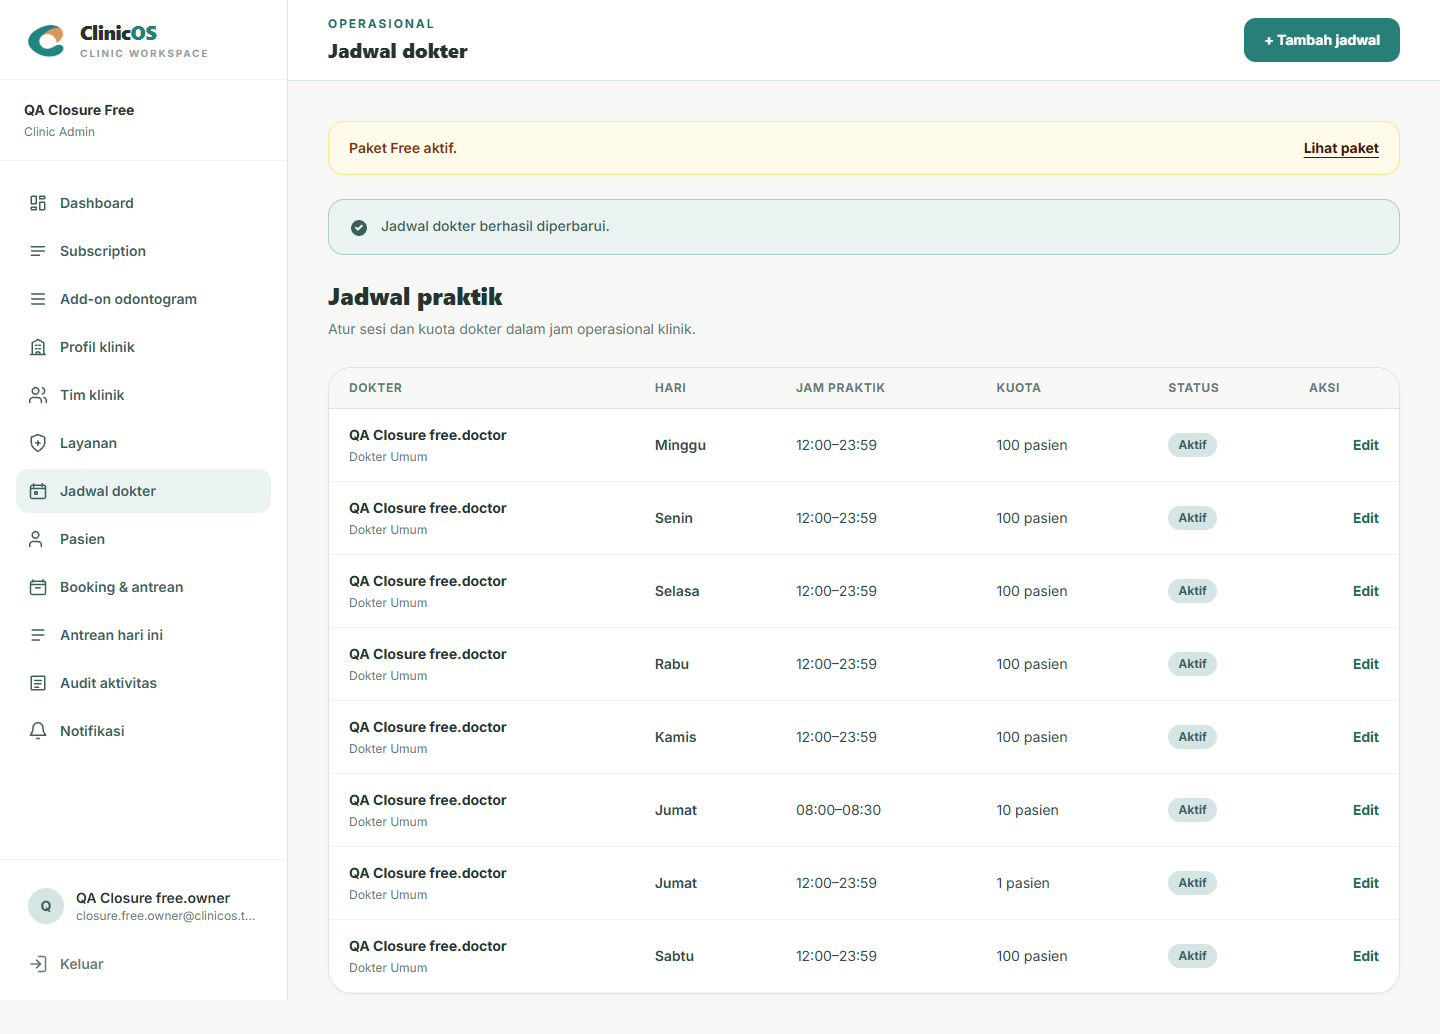 ClinicOS
CLINIC WORKSPACE
QA Closure Free
Clinic Admin
Dashboard
Subscription
Add-on odontogram
Profil klinik
Tim klinik
Layanan
Jadwal dokter
Pasien
Booking & antrean
Antrean hari ini
Audit aktivitas
Notifikasi
Q
QA Closure free.owner
closure.free.owner@clinicos.t...
Keluar
OPERASIONAL
Jadwal dokter
+ Tambah jadwal
Paket Free aktif.
Lihat paket
Jadwal dokter berhasil diperbarui.
Jadwal praktik
Atur sesi dan kuota dokter dalam jam operasional klinik.
DOKTER HARI JAM PRAKTIK KUOTA STATUS AKSI
QA Closure free.doctor
Dokter Umum
Minggu 12:00–23:59 100 pasien Aktif Edit
QA Closure free.doctor
Dokter Umum
Senin 12:00–23:59 100 pasien Aktif Edit
QA Closure free.doctor
Dokter Umum
Selasa 12:00–23:59 100 pasien Aktif Edit
QA Closure free.doctor
Dokter Umum
Rabu 12:00–23:59 100 pasien Aktif Edit
QA Closure free.doctor
Dokter Umum
Kamis 12:00–23:59 100 pasien Aktif Edit
QA Closure free.doctor
Dokter Umum
Jumat 08:00–08:30 10 pasien Aktif Edit
QA Closure free.doctor
Dokter Umum
Jumat 12:00–23:59 1 pasien Aktif Edit
QA Closure free.doctor
Dokter Umum
Sabtu 12:00–23:59 100 pasien Aktif Edit